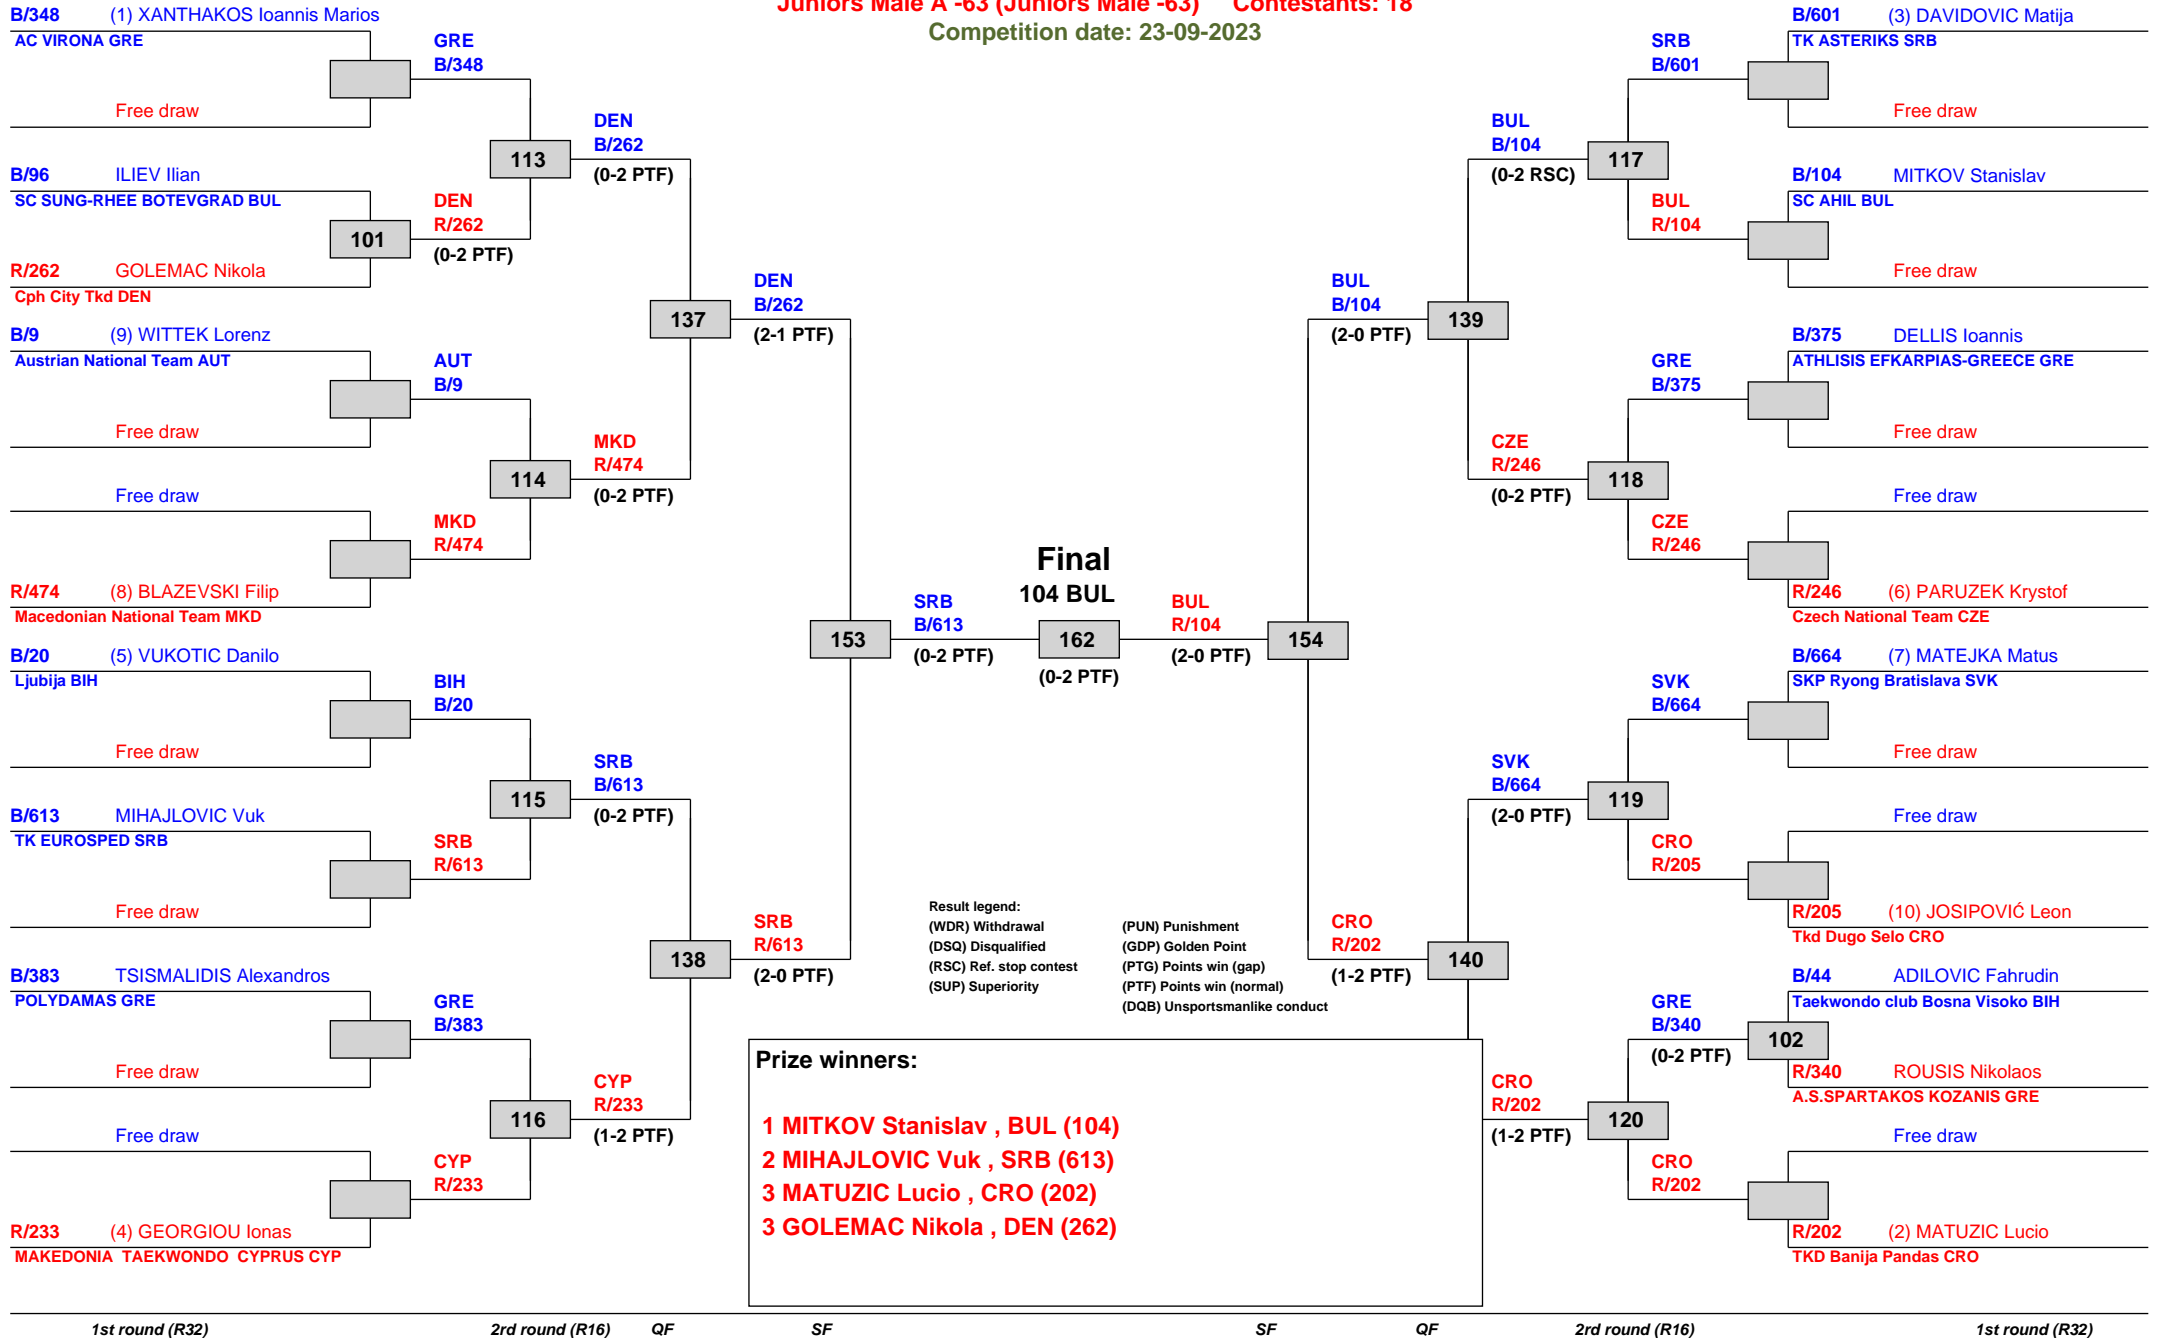 Juniors Male A -63 (Juniors Male -63) Contestants: 18
Competition date: 23-09-2023
B/348 (1) XANTHAKOS Ioannis Marios
AC VIRONA GRE
Free draw
B/96 ILIEV Ilian
SC SUNG-RHEE BOTEVGRAD BUL
R/262 GOLEMAC Nikola
Cph City Tkd DEN
B/9 (9) WITTEK Lorenz
Austrian National Team AUT
Free draw
Free draw
R/474 (8) BLAZEVSKI Filip
Macedonian National Team MKD
B/20 (5) VUKOTIC Danilo
Ljubija BIH
Free draw
B/613 MIHAJLOVIC Vuk
TK EUROSPED SRB
Free draw
B/383 TSISMALIDIS Alexandros
POLYDAMAS GRE
Free draw
Free draw
R/233 (4) GEORGIOU Ionas
MAKEDONIA TAEKWONDO CYPRUS CYP
101
GRE
B/348
DEN
R/262
(0-2 PTF)
AUT
B/9
MKD
R/474
BIH
B/20
SRB
R/613
GRE
B/383
CYP
R/233
113
114
115
116
DEN
B/262
(0-2 PTF)
MKD
R/474
(0-2 PTF)
SRB
B/613
(0-2 PTF)
CYP
R/233
(1-2 PTF)
137
138
DEN
B/262
(2-1 PTF)
SRB
R/613
(2-0 PTF)
153
SRB
B/613
(0-2 PTF)
Final
104 BUL
162
(0-2 PTF)
BUL
R/104
(2-0 PTF)
154
BUL
B/104
(2-0 PTF)
CRO
R/202
(1-2 PTF)
139
140
BUL
B/104
(0-2 RSC)
CZE
R/246
(0-2 PTF)
SVK
B/664
(2-0 PTF)
CRO
R/202
(1-2 PTF)
117
118
119
120
SRB
B/601
BUL
R/104
GRE
B/375
CZE
R/246
SVK
B/664
CRO
R/205
GRE
B/340
(0-2 PTF)
CRO
R/202
102
B/601 (3) DAVIDOVIC Matija
TK ASTERIKS SRB
Free draw
B/104 MITKOV Stanislav
SC AHIL BUL
Free draw
B/375 DELLIS Ioannis
ATHLISIS EFKARPIAS-GREECE GRE
Free draw
Free draw
R/246 (6) PARUZEK Krystof
Czech National Team CZE
B/664 (7) MATEJKA Matus
SKP Ryong Bratislava SVK
Free draw
Free draw
R/205 (10) JOSIPOVIĆ Leon
Tkd Dugo Selo CRO
B/44 ADILOVIC Fahrudin
Taekwondo club Bosna Visoko BIH
R/340 ROUSIS Nikolaos
A.S.SPARTAKOS KOZANIS GRE
Free draw
R/202 (2) MATUZIC Lucio
TKD Banija Pandas CRO
Result legend:
(WDR) Withdrawal (PUN) Punishment
(DSQ) Disqualified (GDP) Golden Point
(RSC) Ref. stop contest (PTG) Points win (gap)
(SUP) Superiority (PTF) Points win (normal)
(DQB) Unsportsmanlike conduct
Prize winners:
1 MITKOV Stanislav , BUL (104)
2 MIHAJLOVIC Vuk , SRB (613)
3 MATUZIC Lucio , CRO (202)
3 GOLEMAC Nikola , DEN (262)
1st round (R32) 2rd round (R16) QF SF SF QF 2rd round (R16) 1st round (R32)